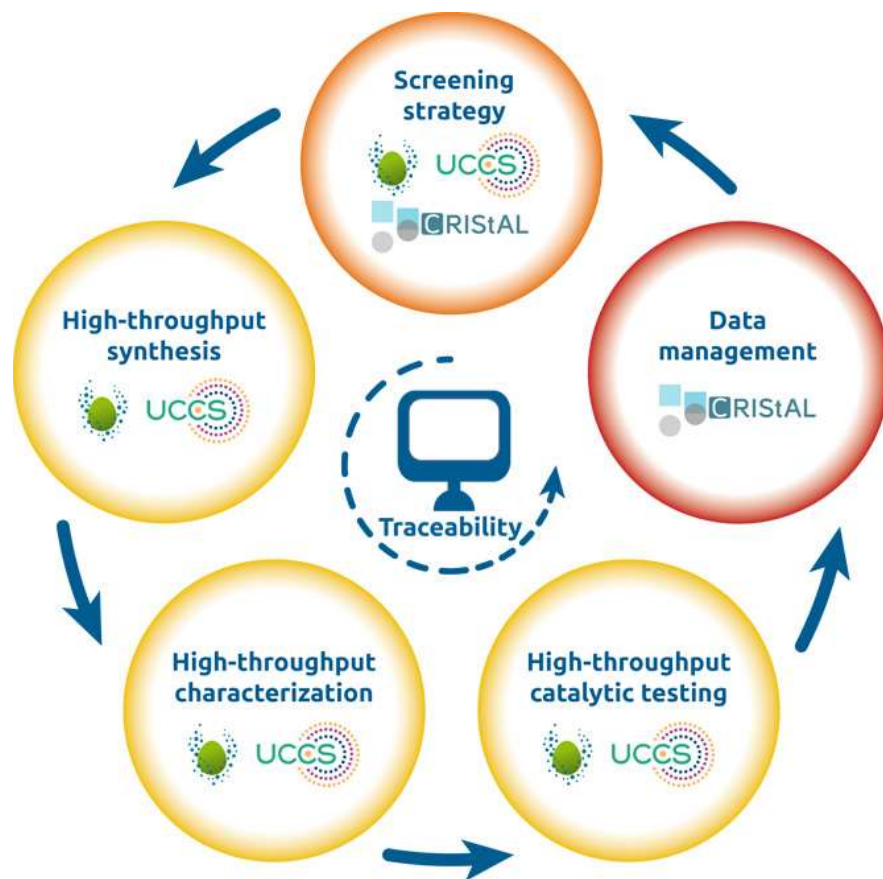 Screening
strategy
UCCS
CRIStAL
High-throughput
synthesis
UCCS
Data
management
CRIStAL
Traceability
High-throughput
characterization
UCCS
High-throughput
catalytic testing
UCCS